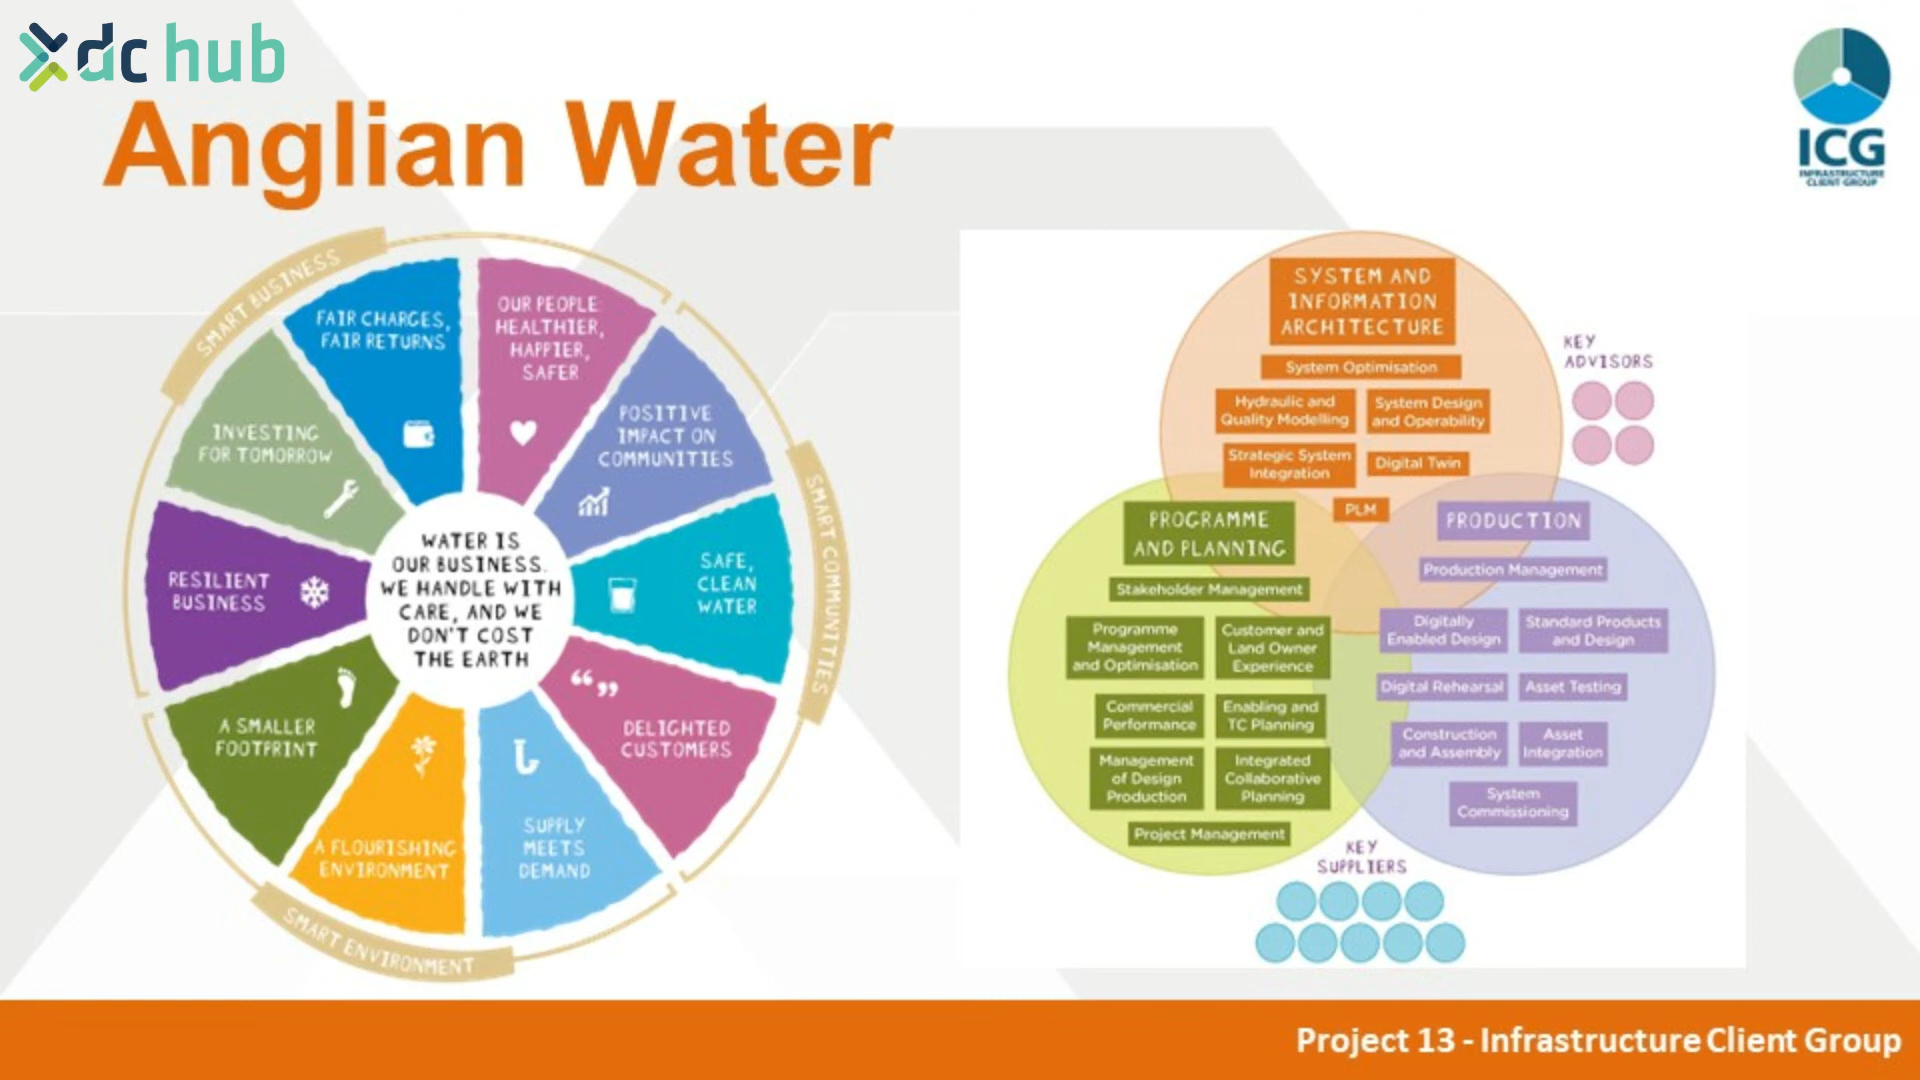 dc hub
Anglian Water
ICG
INFRASTRUCTURE
CLIENT GROUP
SMART BUSINESS
FAIR CHARGES,
FAIR RETURNS
OUR PEOPLE:
HEALTHIER,
HAPPIER,
SAFER
POSITIVE
IMPACT ON
COMMUNITIES
SMART COMMUNITIES
SAFE,
CLEAN
WATER
DELIGHTED
CUSTOMERS
SUPPLY
MEETS
DEMAND
A FLOURISHING
ENVIRONMENT
SMART ENVIRONMENT
A SMALLER
FOOTPRINT
RESILIENT
BUSINESS
INVESTING
FOR TOMORROW
WATER IS
OUR BUSINESS.
WE HANDLE WITH
CARE, AND WE
DON'T COST
THE EARTH
SYSTEM AND
INFORMATION
ARCHITECTURE
System Optimisation
Hydraulic and
Quality Modelling
System Design
and Operability
Strategic System
Integration
Digital Twin
PLM
KEY
ADVISORS
PROGRAMME
AND PLANNING
Stakeholder Management
Programme
Management
and Optimisation
Customer and
Land Owner
Experience
Commercial
Performance
Enabling and
TC Planning
Management
of Design
Production
Integrated
Collaborative
Planning
Project Management
PRODUCTION
Production Management
Digitally
Enabled Design
Standard Products
and Design
Digital Rehearsal
Asset Testing
Construction
and Assembly
Asset
Integration
System
Commissioning
KEY
SUPPLIERS
Project 13 - Infrastructure Client Group